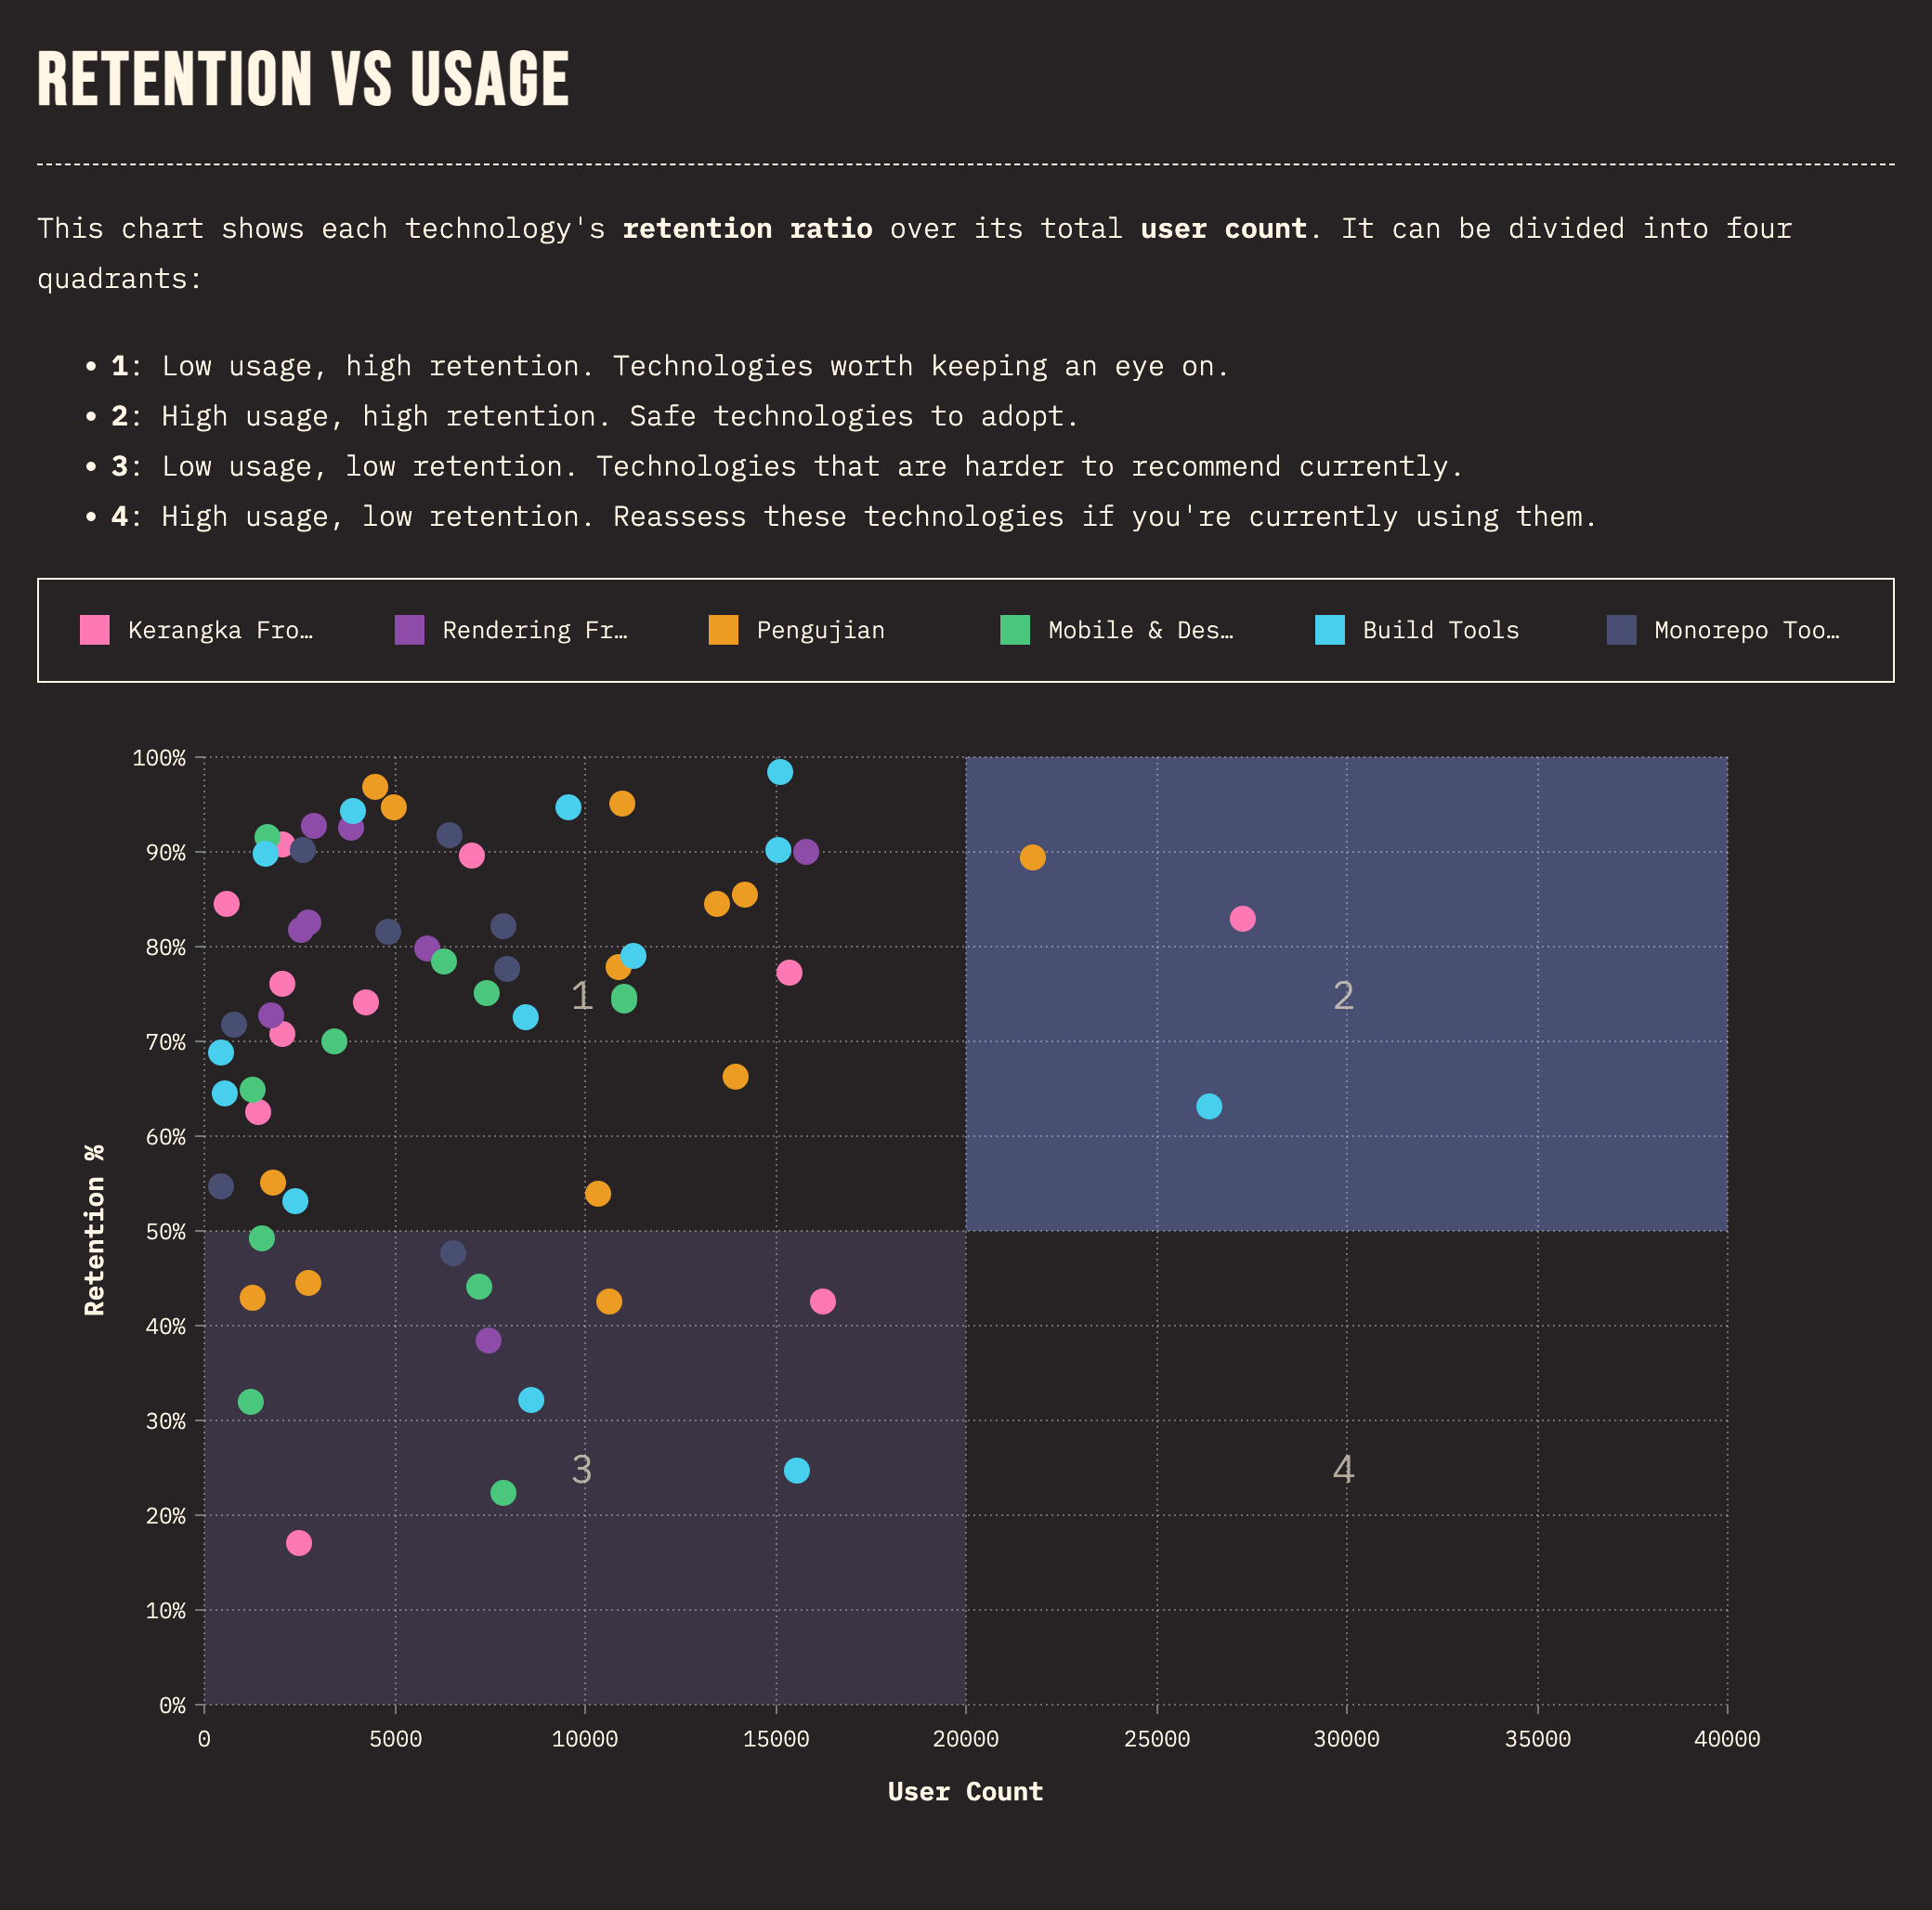 RETENTION VS USAGE
This chart shows each technology's retention ratio over its total user count. It can be divided into four
quadrants:
• 1: Low usage, high retention. Technologies worth keeping an eye on.
• 2: High usage, high retention. Safe technologies to adopt.
• 3: Low usage, low retention. Technologies that are harder to recommend currently.
• 4: High usage, low retention. Reassess these technologies if you're currently using them.
Kerangka Fro… Rendering Fr… Pengujian Mobile & Des… Build Tools Monorepo Too…
100%
90%
80%
1 2
70%
60%
Retention %
50%
40%
30%
3 4
20%
10%
0%
0 5000 10000 15000 20000 25000 30000 35000 40000
User Count